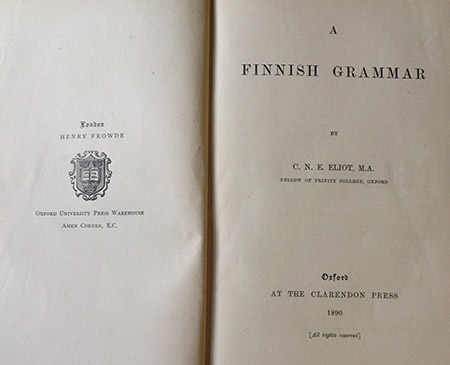 London
HENRY FROWDE
OXFORD UNIVERSITY PRESS WAREHOUSE
AMEN CORNER, E.C.
A
FINNISH GRAMMAR
BY
C. N. E. ELIOT, M.A.
FELLOW OF TRINITY COLLEGE, OXFORD
Oxford
AT THE CLARENDON PRESS
1890
[All rights reserved]